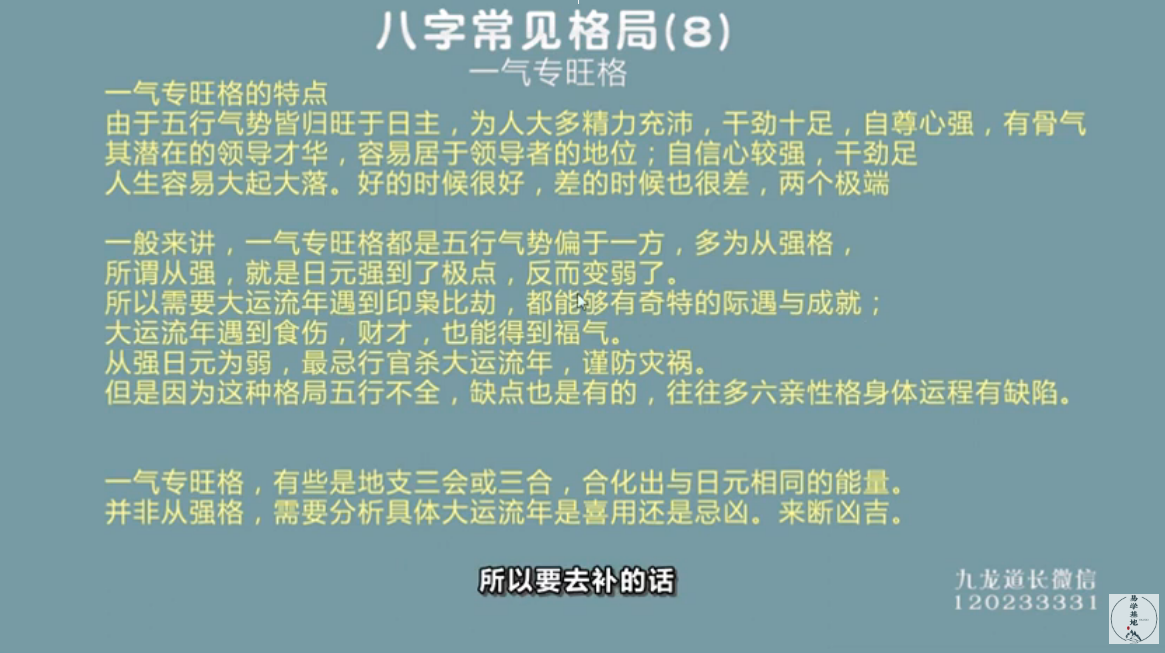 八字常见格局(8)
一气专旺格
一气专旺格的特点
由于五行气势皆归旺于日主，为人大多精力充沛，干劲十足，自尊心强，有骨气
其潜在的领导才华，容易居于领导者的地位；自信心较强，干劲足
人生容易大起大落。好的时候很好，差的时候也很差，两个极端
一般来讲，一气专旺格都是五行气势偏于一方，多为从强格，
所谓从强，就是日元强到了极点，反而变弱了。
所以需要大运流年遇到印枭比劫，都能够有奇特的际遇与成就；
大运流年遇到食伤，财才，也能得到福气。
从强日元为弱，最忌行官杀大运流年，谨防灾祸。
但是因为这种格局五行不全，缺点也是有的，往往多六亲性格身体运程有缺陷。
一气专旺格，有些是地支三会或三合，合化出与日元相同的能量。
并非从强格，需要分析具体大运流年是喜用还是忌凶。来断凶吉。
所以要去补的话
九龙道长微信
120233331
易学基地